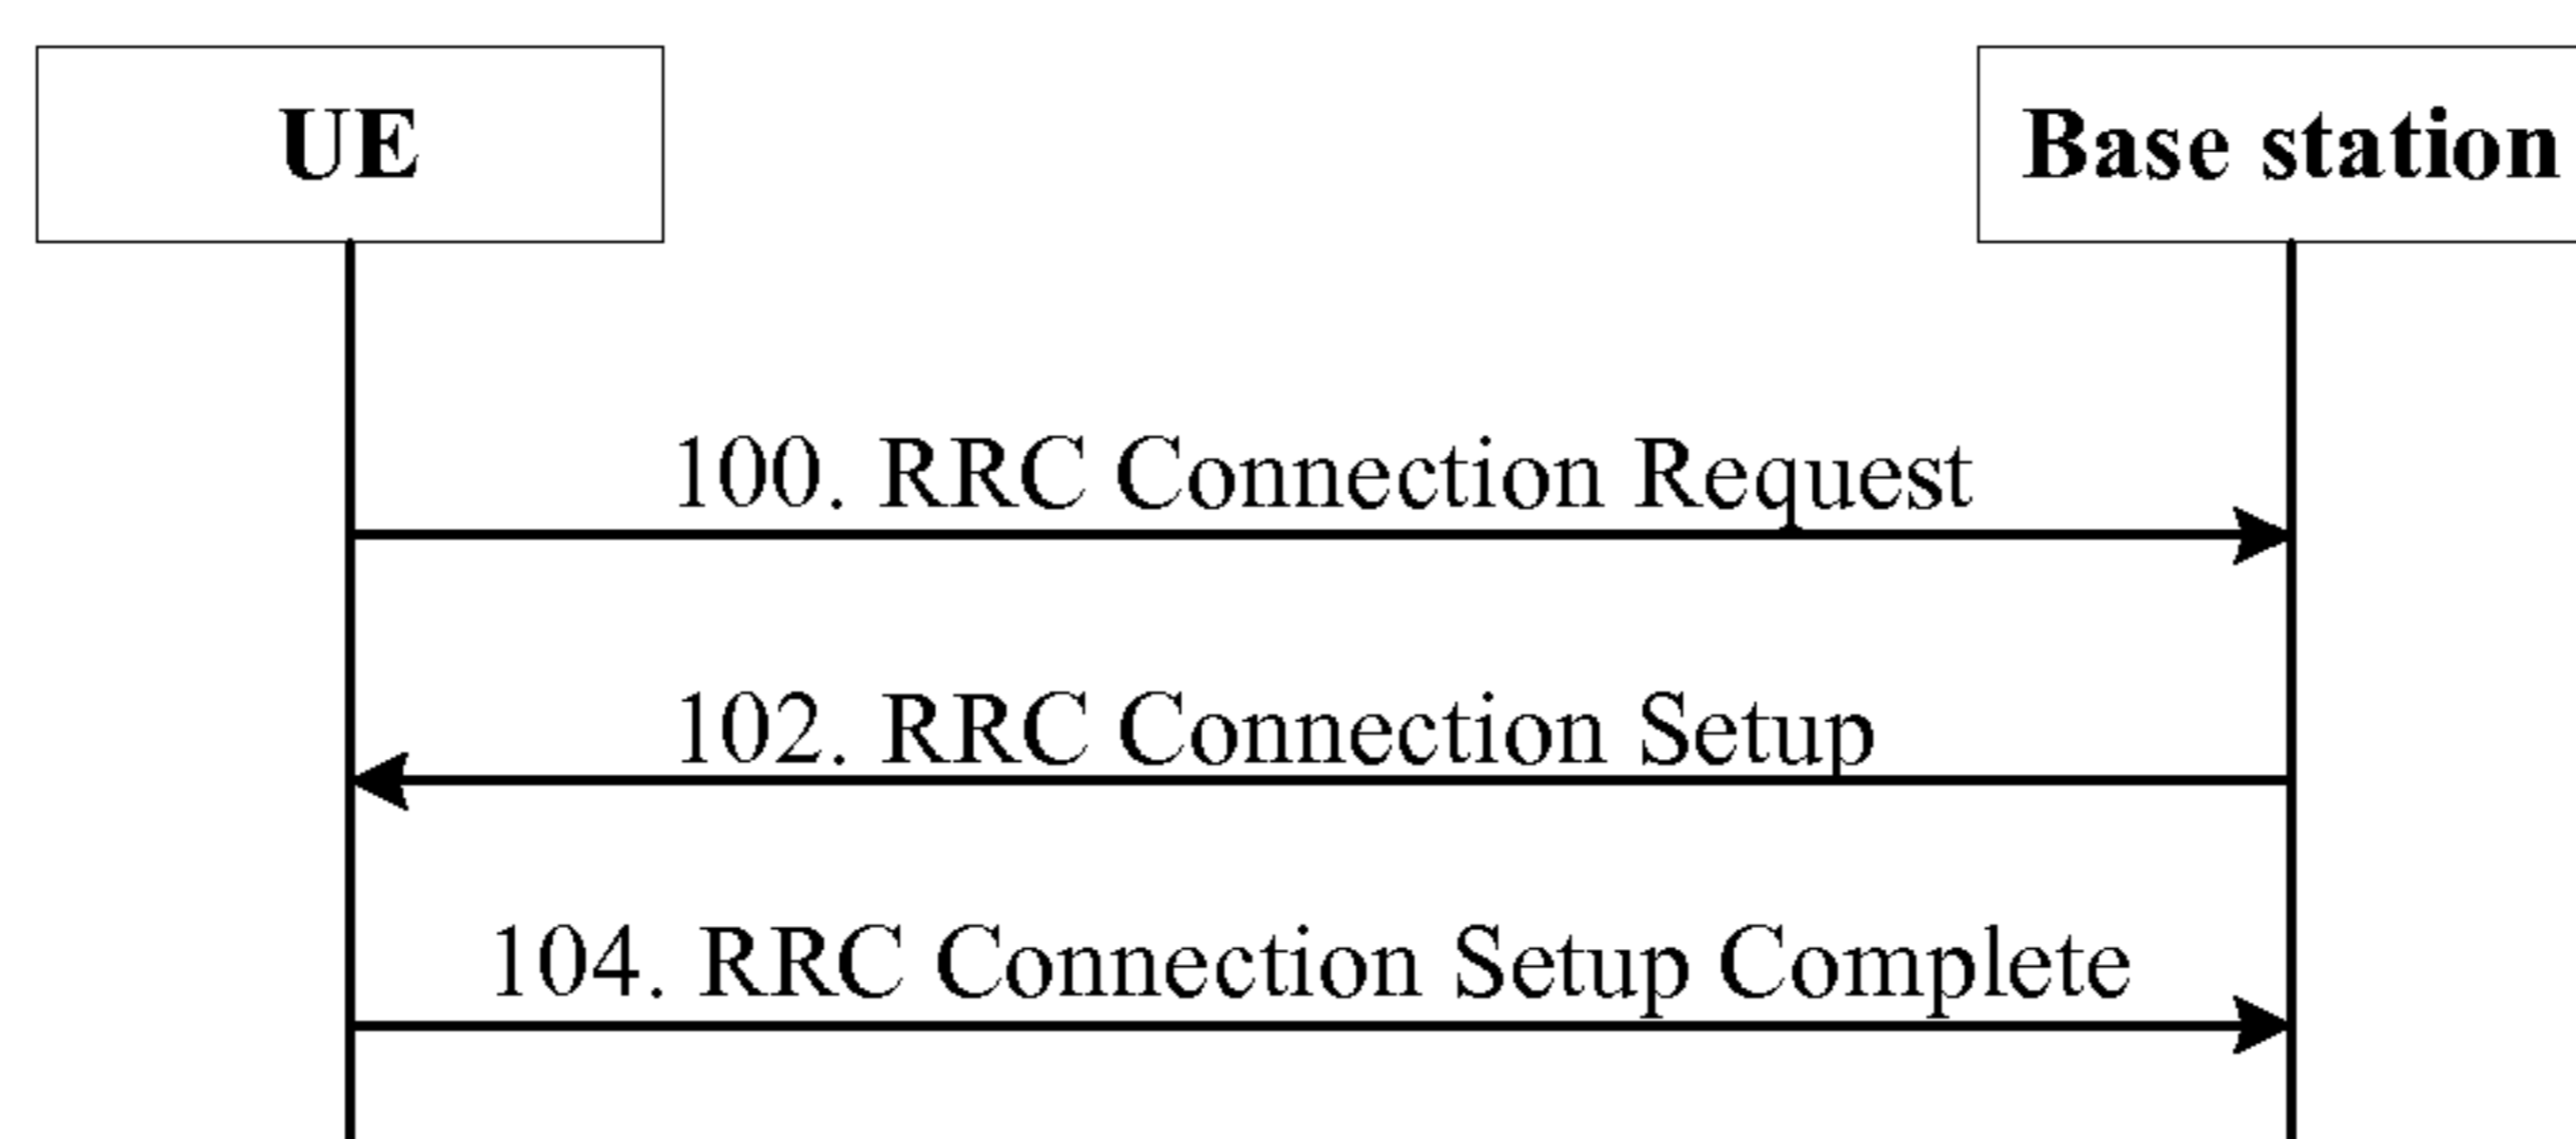 UE
Base station
100. RRC Connection Request
102. RRC Connection Setup
104. RRC Connection Setup Complete